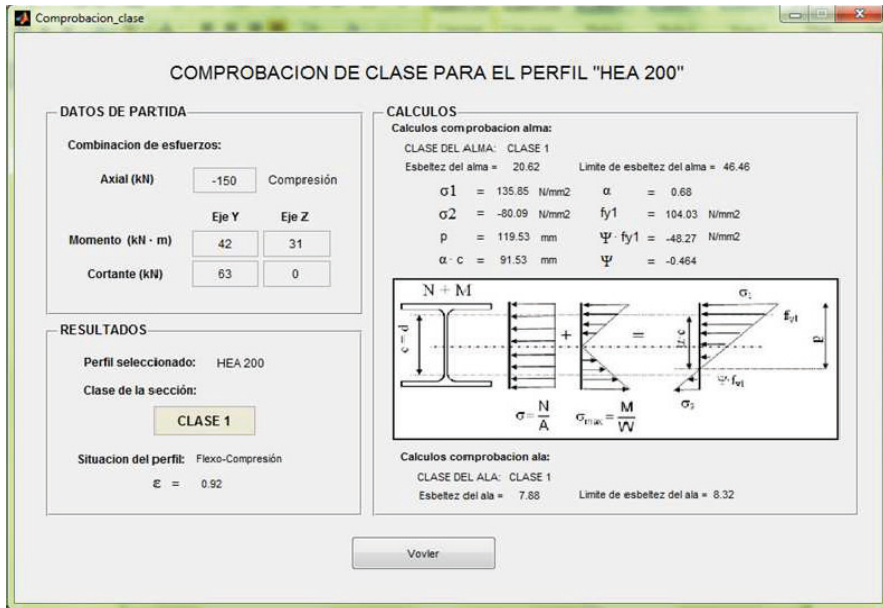 Comprobacion_clase
COMPROBACION DE CLASE PARA EL PERFIL "HEA 200"
DATOS DE PARTIDA
Combinacion de esfuerzos:
Axial (kN) -150 Compresión
Eje Y Eje Z
Momento (kN · m) 42 31
Cortante (kN) 63 0
RESULTADOS
Perfil seleccionado: HEA 200
Clase de la sección:
CLASE 1
Situacion del perfil: Flexo-Compresión
ε = 0.92
CALCULOS
Calculos comprobacion alma:
CLASE DEL ALMA: CLASE 1
Esbeltez del alma = 20.62 Limite de esbeltez del alma = 46.46
σ1 = 135.85 N/mm2 α = 0.68
σ2 = -80.09 N/mm2 fy1 = 104.03 N/mm2
p = 119.53 mm Ψ· fy1 = -48.27 N/mm2
α · c = 91.53 mm Ψ = -0.464
N + M
c = d
+
=
σ1
fy1
p
Ψ·fy1
σ2
σ= N/A σmax = M/W
Calculos comprobacion ala:
CLASE DEL ALA: CLASE 1
Esbeltez del ala = 7.88 Limite de esbeltez del ala = 8.32
Vovler